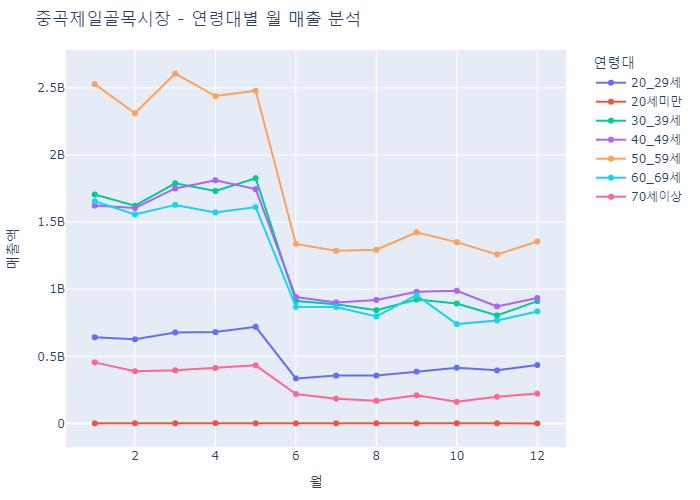 중곡제일골목시장 - 연령대별 월 매출 분석
연령대
20_29세
20세미만
30_39세
40_49세
50_59세
60_69세
70세이상
2.5B
2B
1.5B
1B
0.5B
0
매출액
2 4 6 8 10 12
월